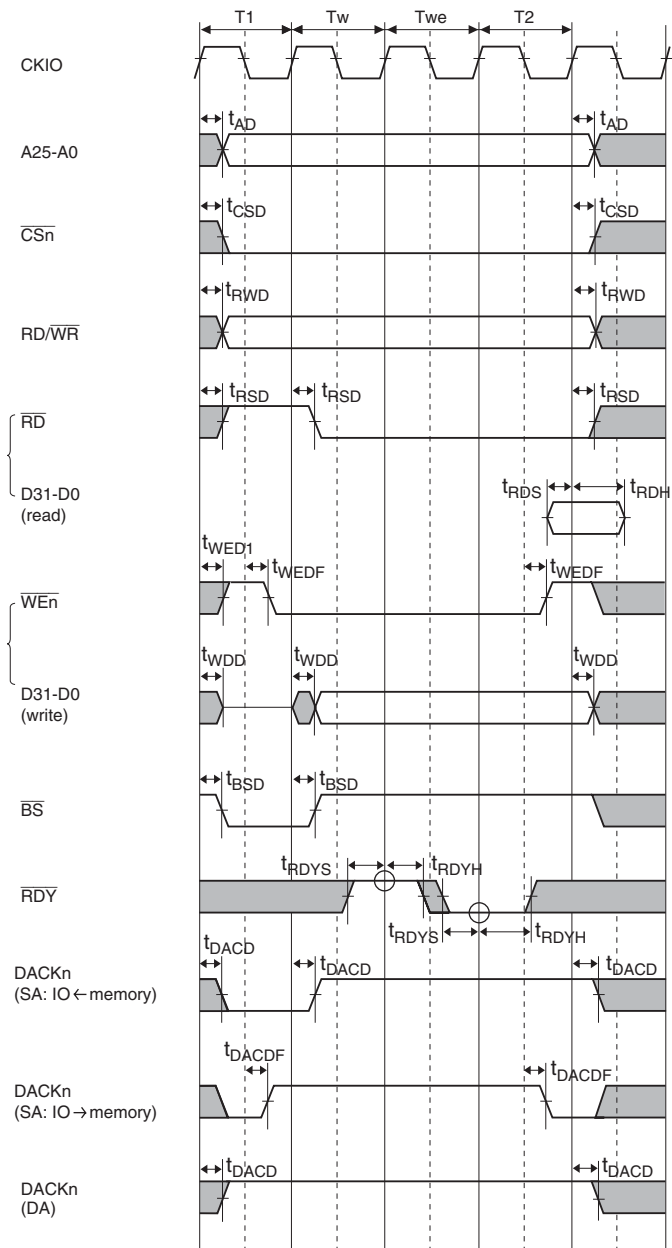 T1 Tw Twe T2
CKIO
tAD tAD
A25-A0
tCSD tCSD
CSn
tRWD tRWD
RD/WR
tRSD tRSD tRSD
RD
tRDS tRDH
D31-D0
(read)
tWED1 tWEDF tWEDF
WEn
tWDD tWDD tWDD
D31-D0
(write)
tBSD tBSD
BS
tRDYS tRDYH
RDY
tRDYS tRDYH
tDACD tDACD tDACD
DACKn
(SA: IO ← memory)
tDACDF tDACDF
DACKn
(SA: IO → memory)
tDACD tDACD
DACKn
(DA)